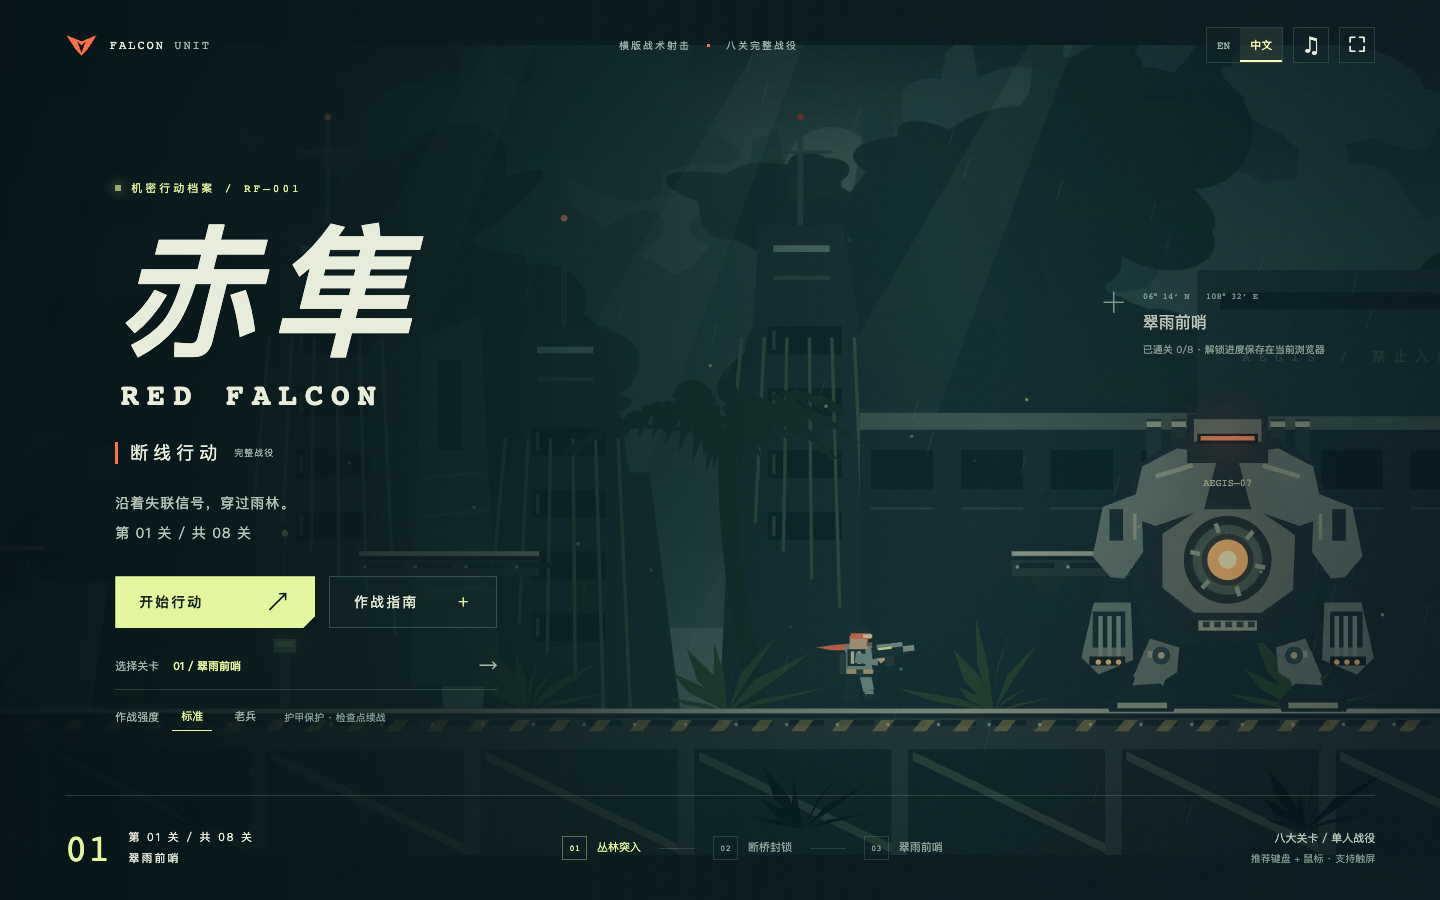 FALCON UNIT
横版战术射击 ▪ 八关完整战役
EN 中文
机密行动档案 / RF—001
赤隼
RED FALCON
断线行动 完整战役
沿着失联信号，穿过雨林。
第 01 关 / 共 08 关
开始行动
作战指南 +
选择关卡 01 / 翠雨前哨 →
作战强度 标准 老兵 护甲保护 · 检查点续战
06° 14′ N 108° 32′ E
翠雨前哨
已通关 0/8 · 解锁进度保存在当前浏览器
AEGIS / 禁止入
AEGIS—07
01
第 01 关 / 共 08 关
翠雨前哨
01 丛林突入
02 断桥封锁
03 翠雨前哨
八大关卡 / 单人战役
推荐键盘 + 鼠标 · 支持触屏